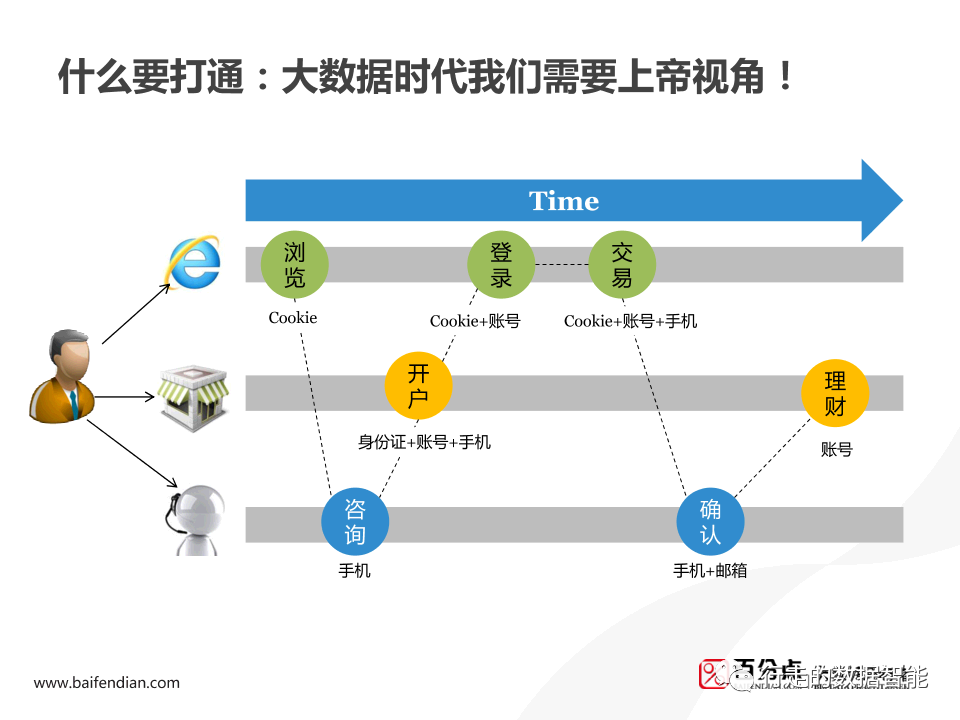 什么要打通：大数据时代我们需要上帝视角！
Time
浏
览
登
录
交
易
Cookie
Cookie+账号
Cookie+账号+手机
开
户
理
财
身份证+账号+手机
账号
咨
询
确
认
手机
手机+邮箱
www.baifendian.com
百分点
行走的数据智能